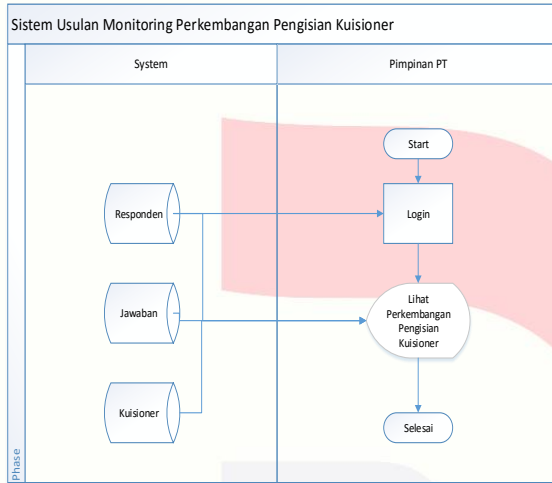 Sistem Usulan Monitoring Perkembangan Pengisian Kuisioner
System
Pimpinan PT
Start
Responden
Login
Jawaban
Lihat
Perkembangan
Pengisian
Kuisioner
Kuisioner
Selesai
Phase